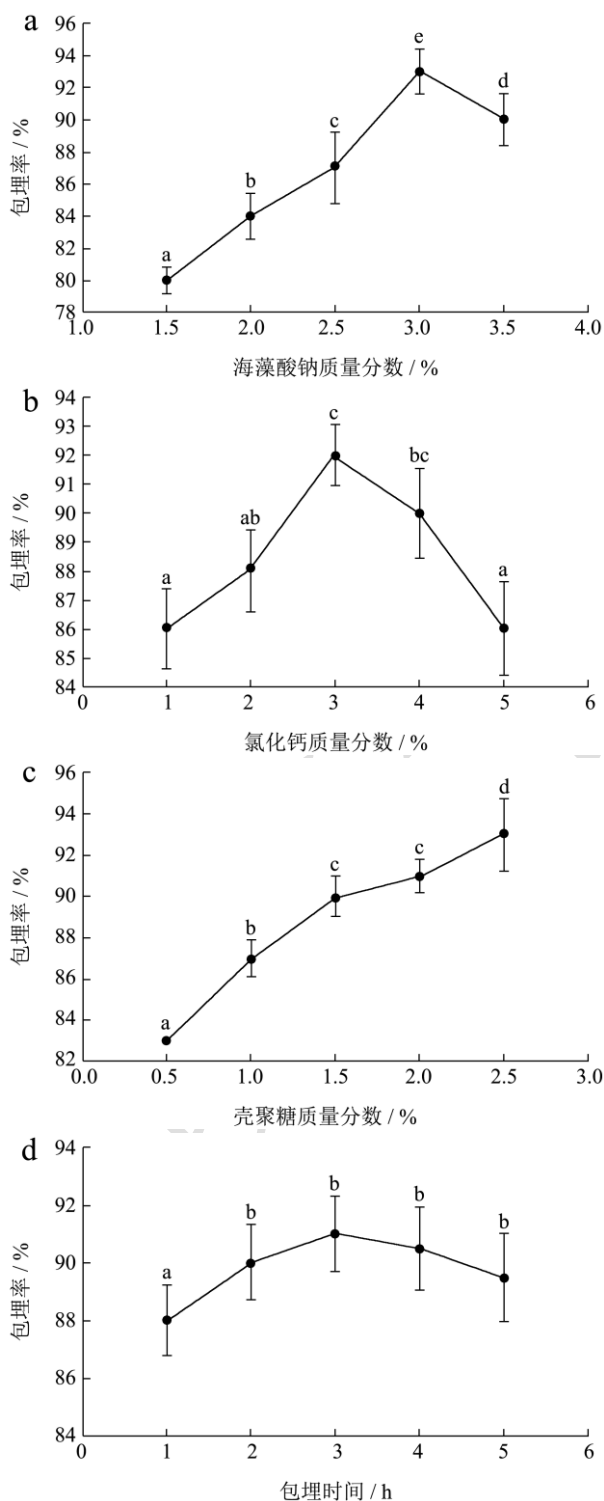 a
96
94
92
90
88
86
84
82
80
78
包埋率 / %
a
b
c
e
d
1.0 1.5 2.0 2.5 3.0 3.5 4.0
海藻酸钠质量分数 / %
b
94
93
92
91
90
89
88
87
86
85
84
包埋率 / %
a
ab
c
bc
a
0 1 2 3 4 5 6
氯化钙质量分数 / %
c
96
94
92
90
88
86
84
82
包埋率 / %
a
b
c
c
d
0.0 0.5 1.0 1.5 2.0 2.5 3.0
壳聚糖质量分数 / %
d
94
92
90
88
86
84
包埋率 / %
a
b
b
b
b
0 1 2 3 4 5 6
包埋时间 / h